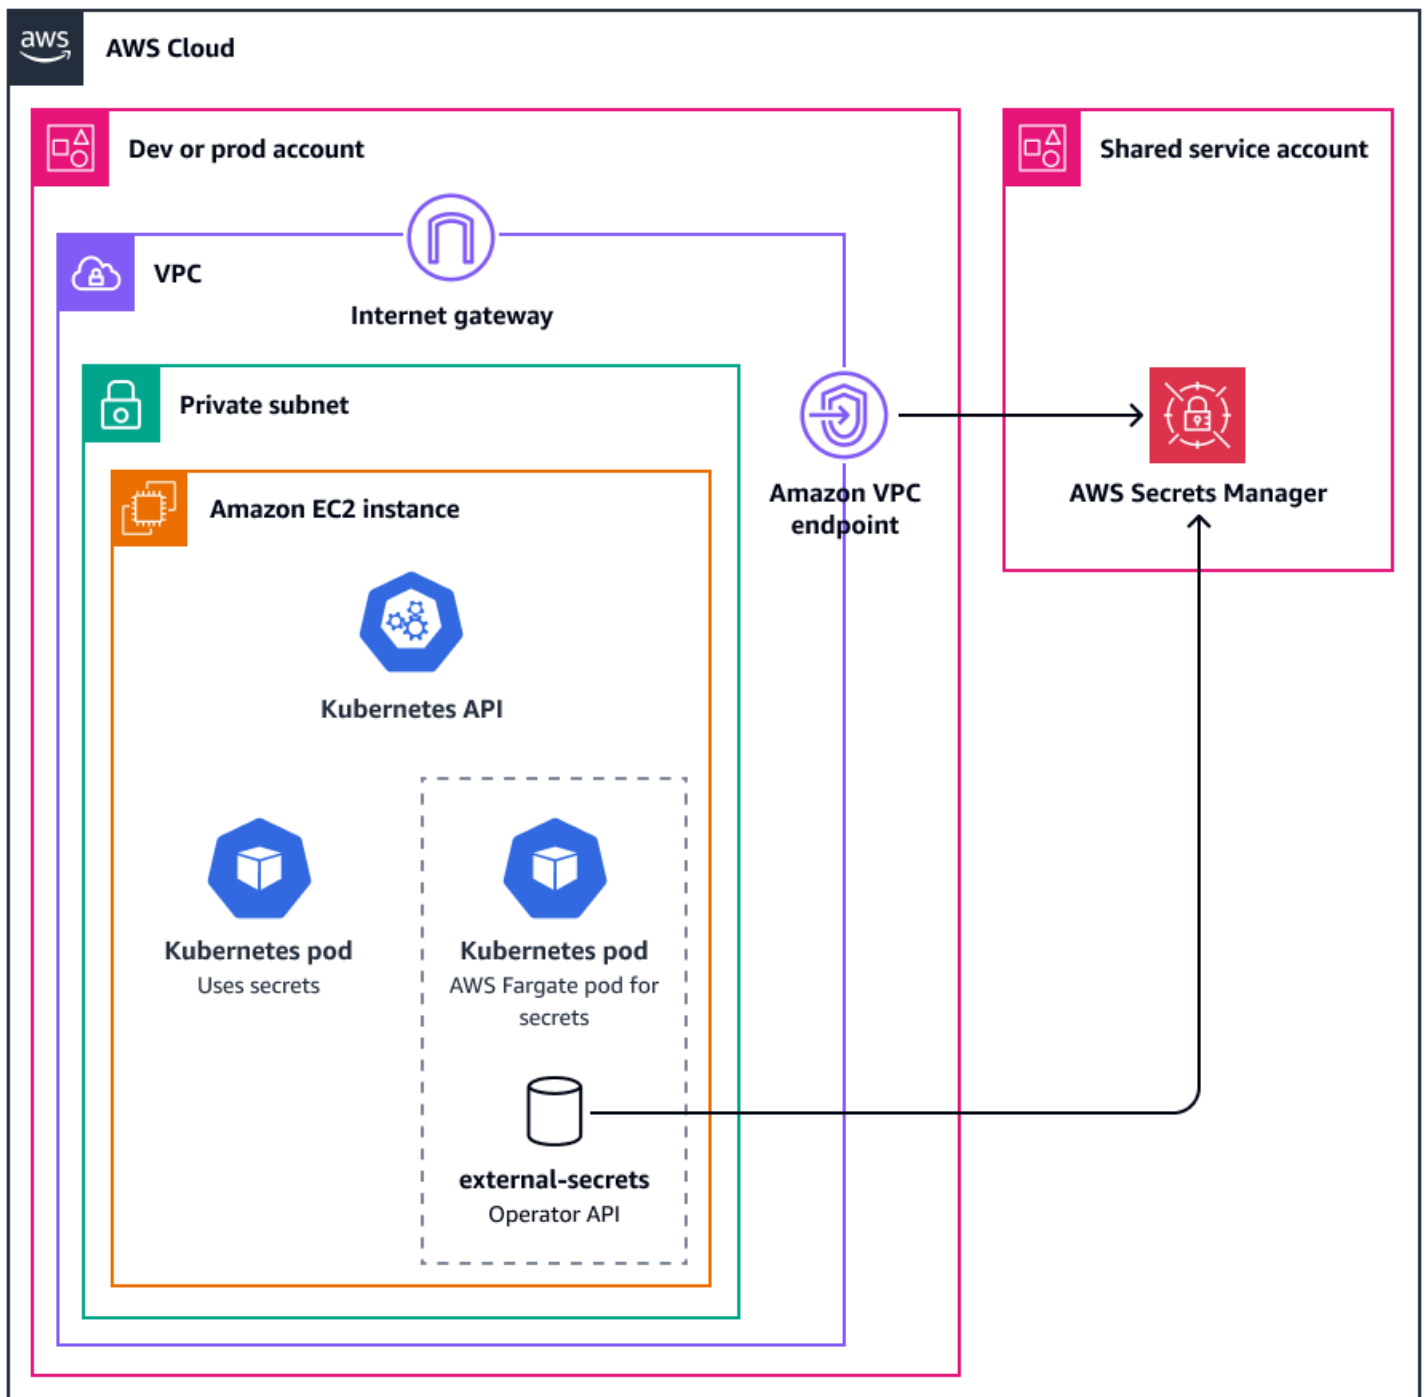 aws
AWS Cloud
Dev or prod account
Shared service account
VPC
Internet gateway
Private subnet
Amazon EC2 instance
Amazon VPC
endpoint
AWS Secrets Manager
Kubernetes API
Kubernetes pod
Uses secrets
Kubernetes pod
AWS Fargate pod for
secrets
external-secrets
Operator API